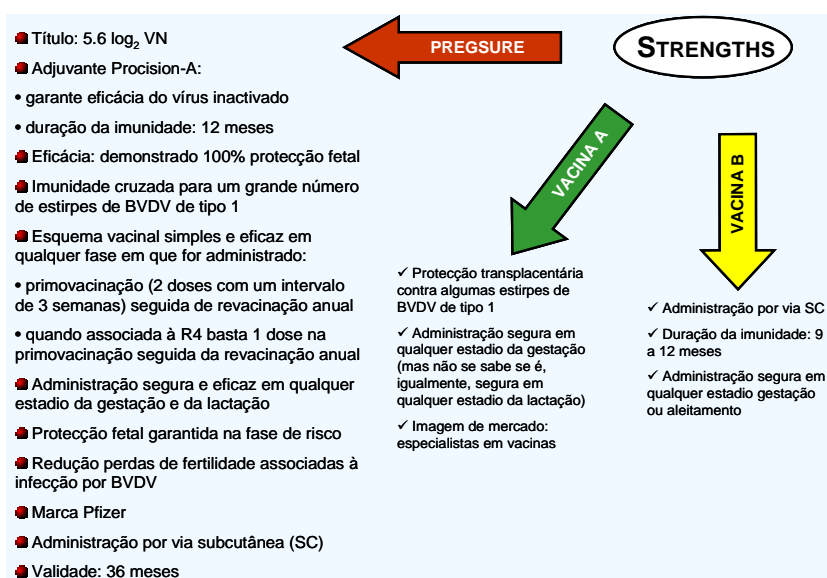 STRENGTHS
PREGSURE
Título: 5.6 log2 VN
Adjuvante Procision-A:
• garante eficácia do vírus inactivado
• duração da imunidade: 12 meses
Eficácia: demonstrado 100% protecção fetal
Imunidade cruzada para um grande número
de estirpes de BVDV de tipo 1
Esquema vacinal simples e eficaz em
qualquer fase em que for administrado:
• primovacinação (2 doses com um intervalo
de 3 semanas) seguida de revacinação anual
• quando associada à R4 basta 1 dose na
primovacinação seguida da revacinação anual
Administração segura e eficaz em qualquer
estadio da gestação e da lactação
Protecção fetal garantida na fase de risco
Redução perdas de fertilidade associadas à
infecção por BVDV
Marca Pfizer
Administração por via subcutânea (SC)
Validade: 36 meses
VACINA A
✓ Protecção transplacentária
contra algumas estirpes de
BVDV de tipo 1
✓ Administração segura em
qualquer estadio da gestação
(mas não se sabe se é,
igualmente, segura em
qualquer estadio da lactação)
✓ Imagem de mercado:
especialistas em vacinas
VACINA B
✓ Administração por via SC
✓ Duração da imunidade: 9
a 12 meses
✓ Administração segura em
qualquer estadio gestação
ou aleitamento